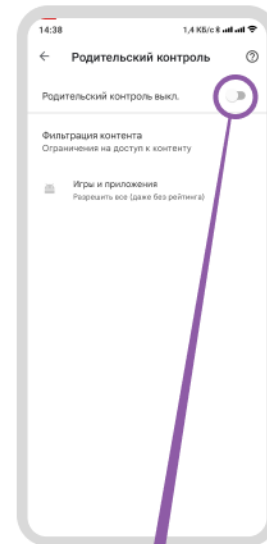 14:38 1,4 КБ/с
Родительский контроль
Родительский контроль выкл.
Фильтрация контента
Ограничения на доступ к контенту
Игры и приложения
Разрешить все (даже без рейтинга)